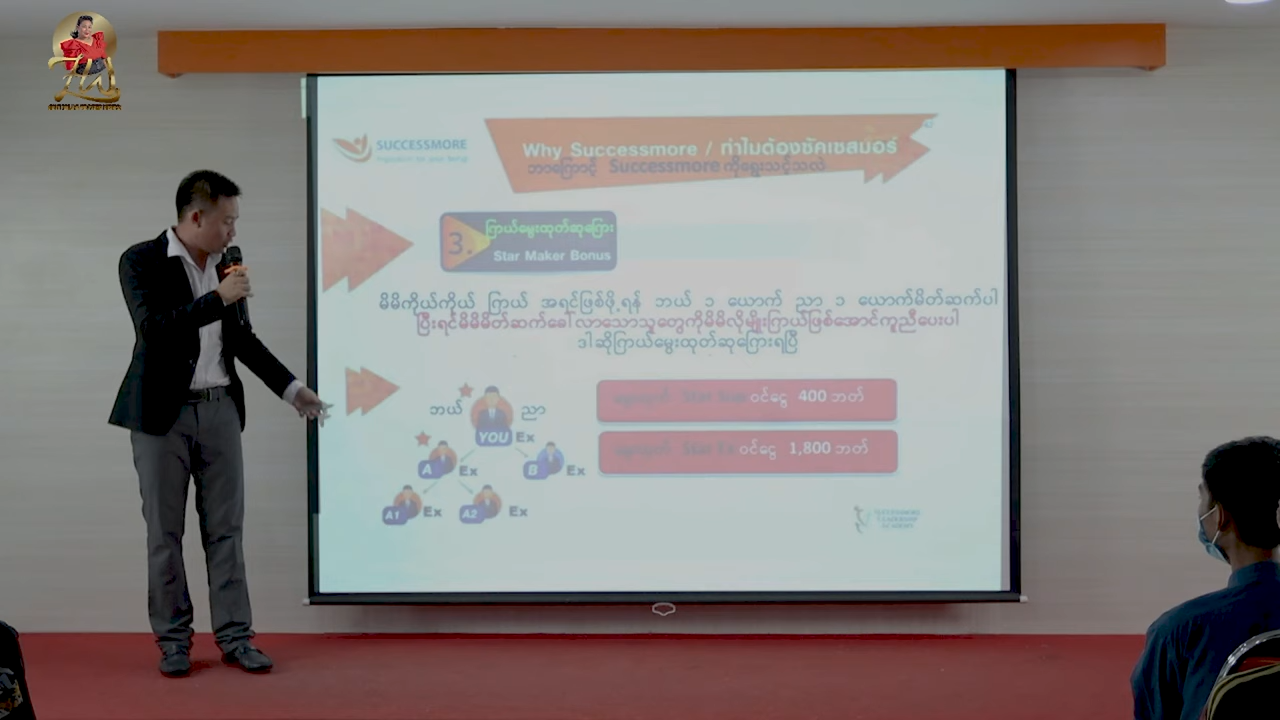 SUCCESSMORE
Why Successmore / ทำไมต้องซัคเซสมอร์
ဘာကြောင့် Successmore ကိုရွေးသင့်သလဲ
3.
ကြယ်မွေးထုတ်ဆုကြေး
Star Maker Bonus
မိမိကိုယ်ကိုယ် ကြယ် အရင်ဖြစ်ဖို့ရန် ဘယ် ၁ ယောက် ညာ ၁ ယောက်မိတ်ဆက်ပါ
ပြီးရင်မိမိမိတ်ဆက်ခေါ်လာသောသူတွေကိုမိမိလိုမျိုးကြယ်ဖြစ်အောင်ကူညီပေးပါ
ဒါဆိုကြယ်မွေးထုတ်ဆုကြေးရပြီ
ဘယ်
ညာ
YOU Ex
A Ex
B Ex
A1 Ex
A2 Ex
Star Sup ဝင်ငွေ 400 ဘတ်
Star Ex ဝင်ငွေ 1,800 ဘတ်
SUCCESSMORE
LEADERSHIP
ACADEMY